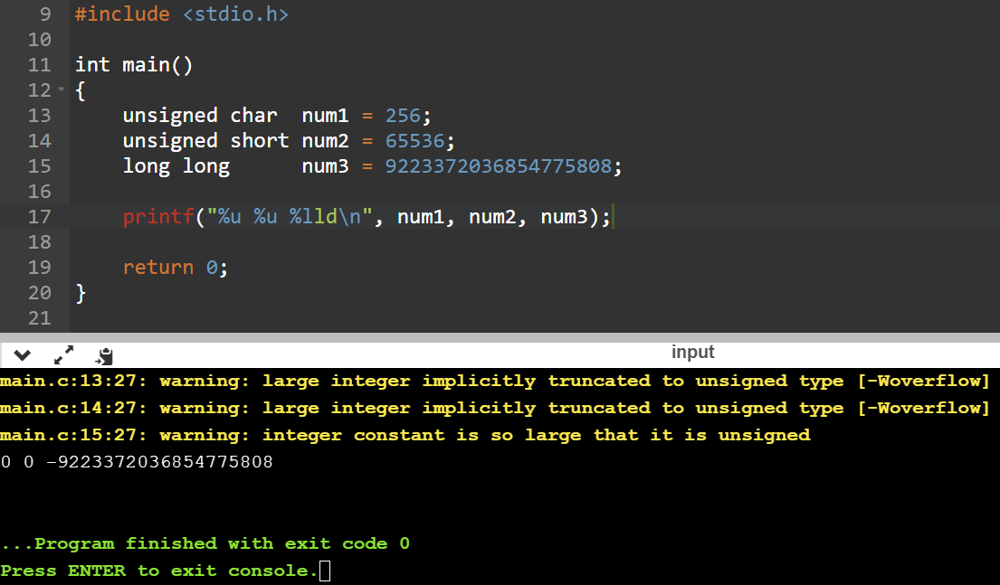 9 #include <stdio.h>
10
11 int main()
12 {
13     unsigned char  num1 = 256;
14     unsigned short num2 = 65536;
15     long long      num3 = 9223372036854775808;
16
17     printf("%u %u %lld\n", num1, num2, num3);
18
19     return 0;
20 }
21
input
main.c:13:27: warning: large integer implicitly truncated to unsigned type [-Woverflow]
main.c:14:27: warning: large integer implicitly truncated to unsigned type [-Woverflow]
main.c:15:27: warning: integer constant is so large that it is unsigned
0 0 -9223372036854775808
...Program finished with exit code 0
Press ENTER to exit console.